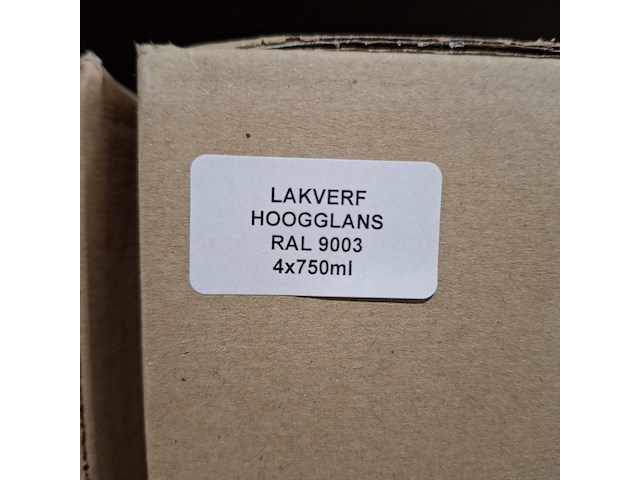 LAKVERF
HOOGGLANS
RAL 9003
4x750ml